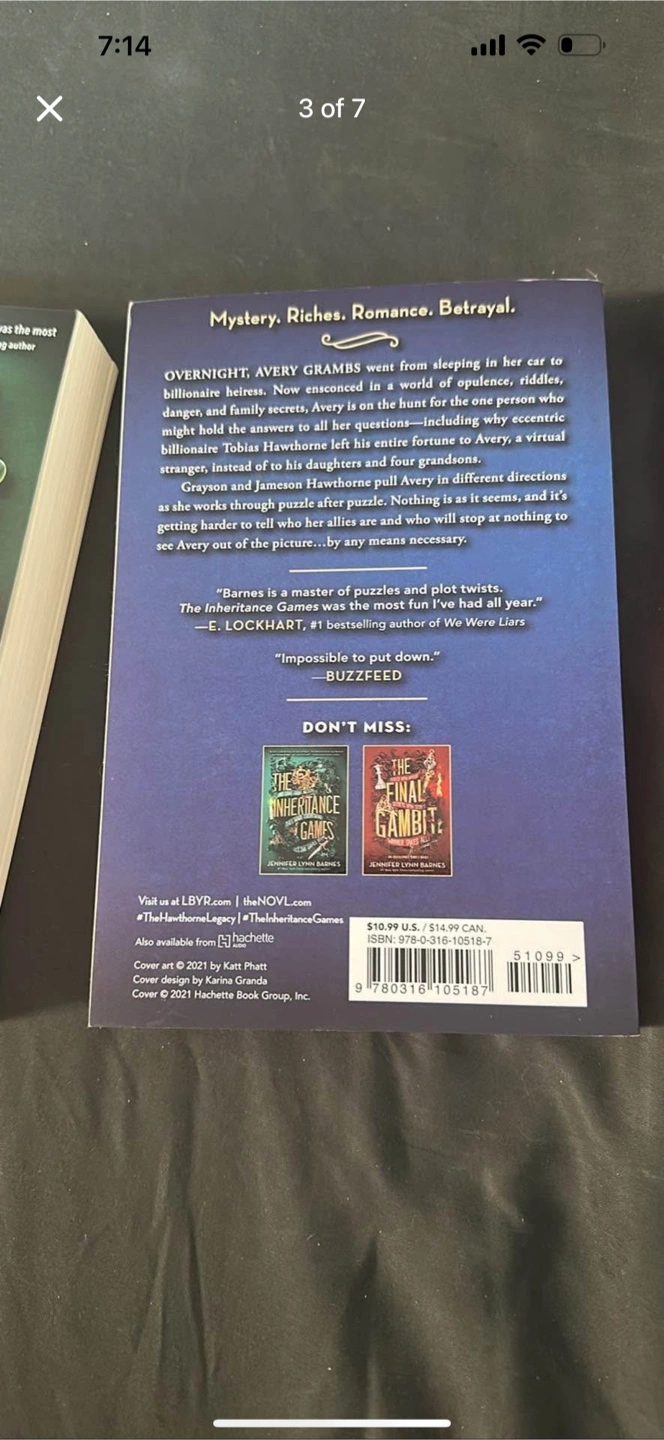 7:14
3 of 7
as the most
g author
Mystery. Riches. Romance. Betrayal.
OVERNIGHT, AVERY GRAMBS went from sleeping in her car to
billionaire heiress. Now ensconced in a world of opulence, riddles,
danger, and family secrets, Avery is on the hunt for the one person who
might hold the answers to all her questions—including why eccentric
billionaire Tobias Hawthorne left his entire fortune to Avery, a virtual
stranger, instead of to his daughters and four grandsons.
Grayson and Jameson Hawthorne pull Avery in different directions
as she works through puzzle after puzzle. Nothing is as it seems, and it's
getting harder to tell who her allies are and who will stop at nothing to
see Avery out of the picture...by any means necessary.
"Barnes is a master of puzzles and plot twists.
The Inheritance Games was the most fun I've had all year."
—E. LOCKHART, #1 bestselling author of We Were Liars
"Impossible to put down."
—BUZZFEED
DON'T MISS:
THE
INHERITANCE
GAMES
JENNIFER LYNN BARNES
THE
FINAL
GAMBIT
JENNIFER LYNN BARNES
Visit us at LBYR.com | theNOVL.com
#TheHawthorneLegacy | #TheInheritanceGames
Also available from hachette
AUDIO
Cover art © 2021 by Katt Phatt
Cover design by Karina Granda
Cover © 2021 Hachette Book Group, Inc.
$10.99 U.S. / $14.99 CAN.
ISBN: 978-0-316-10518-7
51099 >
9 780316 105187